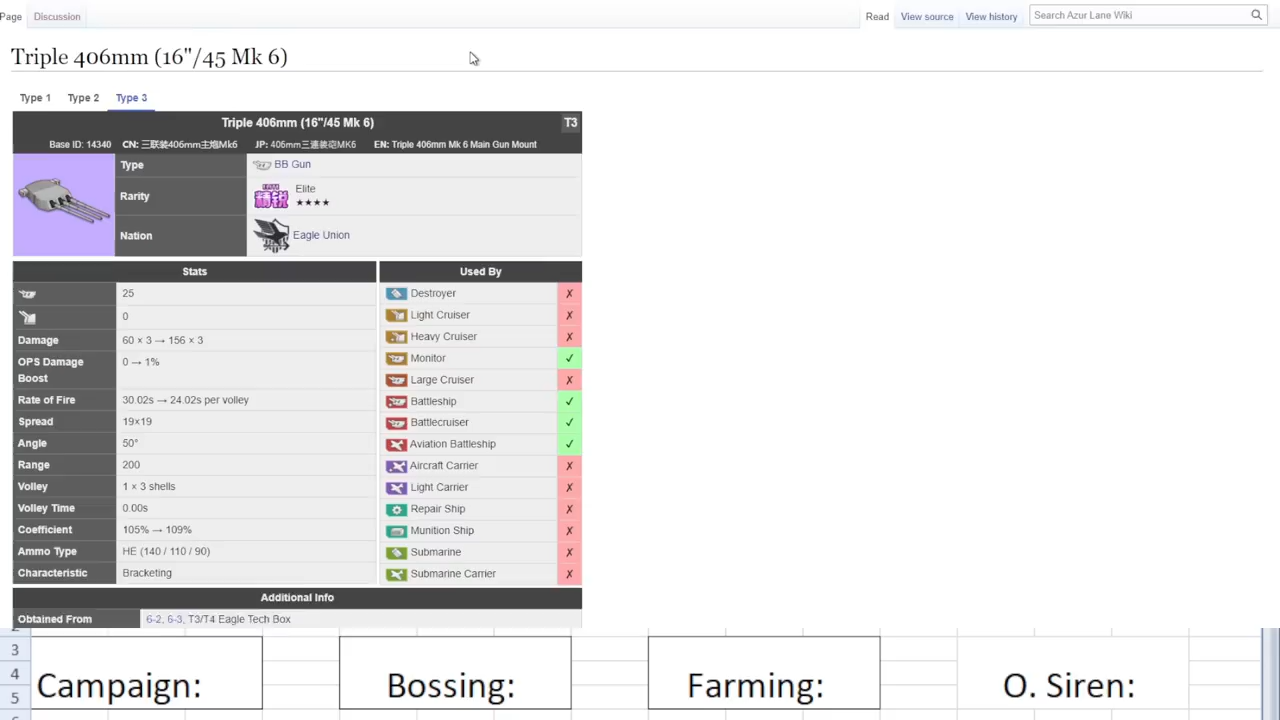 Page Discussion Read View source View history Search Azur Lane Wiki
Triple 406mm (16"/45 Mk 6)
Type 1 Type 2 Type 3
Triple 406mm (16"/45 Mk 6) T3
Base ID: 14340 CN: 三联装406mm主炮Mk6 JP: 406mm三連装砲MK6 EN: Triple 406mm Mk 6 Main Gun Mount
Type BB Gun
Rarity 精锐 Elite
★★★★
Nation Eagle Union
Stats
25
0
Damage 60 × 3 → 156 × 3
OPS Damage Boost 0 → 1%
Rate of Fire 30.02s → 24.02s per volley
Spread 19×19
Angle 50°
Range 200
Volley 1 × 3 shells
Volley Time 0.00s
Coefficient 105% → 109%
Ammo Type HE (140 / 110 / 90)
Characteristic Bracketing
Used By
Destroyer ✗
Light Cruiser ✗
Heavy Cruiser ✗
Monitor ✓
Large Cruiser ✗
Battleship ✓
Battlecruiser ✓
Aviation Battleship ✓
Aircraft Carrier ✗
Light Carrier ✗
Repair Ship ✗
Munition Ship ✗
Submarine ✗
Submarine Carrier ✗
Additional Info
Obtained From 6-2, 6-3, T3/T4 Eagle Tech Box
3
4
5
Campaign: Bossing: Farming: O. Siren: